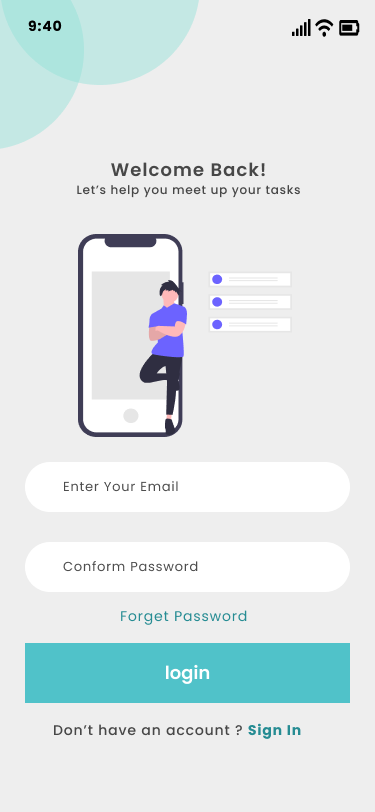 9:40
Welcome Back!
Let's help you meet up your tasks
Enter Your Email
Conform Password
Forget Password
login
Don't have an account ? Sign In